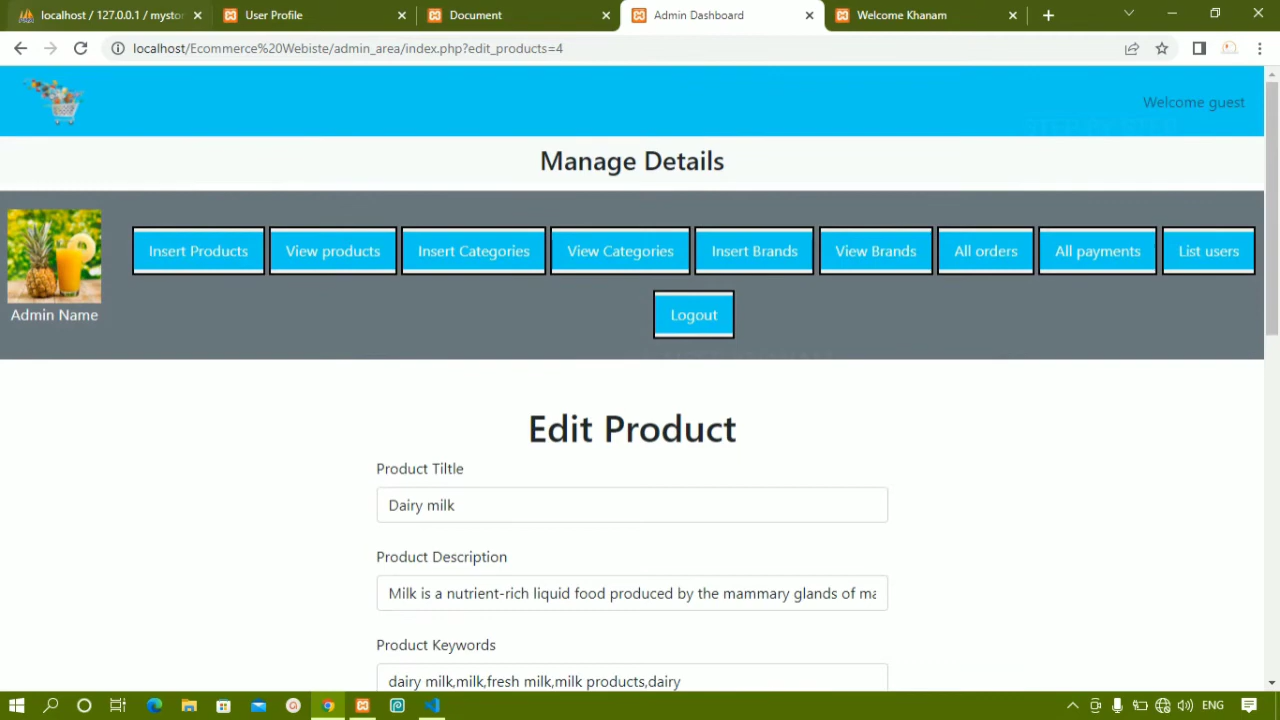 localhost / 127.0.0.1 / mystor
User Profile
Document
Admin Dashboard
Welcome Khanam
localhost/Ecommerce%20Webiste/admin_area/index.php?edit_products=4
Welcome guest
Manage Details
Insert Products
View products
Insert Categories
View Categories
Insert Brands
View Brands
All orders
All payments
List users
Admin Name
Logout
Edit Product
Product Tiltle
Dairy milk
Product Description
Milk is a nutrient-rich liquid food produced by the mammary glands of ma
Product Keywords
dairy milk,milk,fresh milk,milk products,dairy
ENG